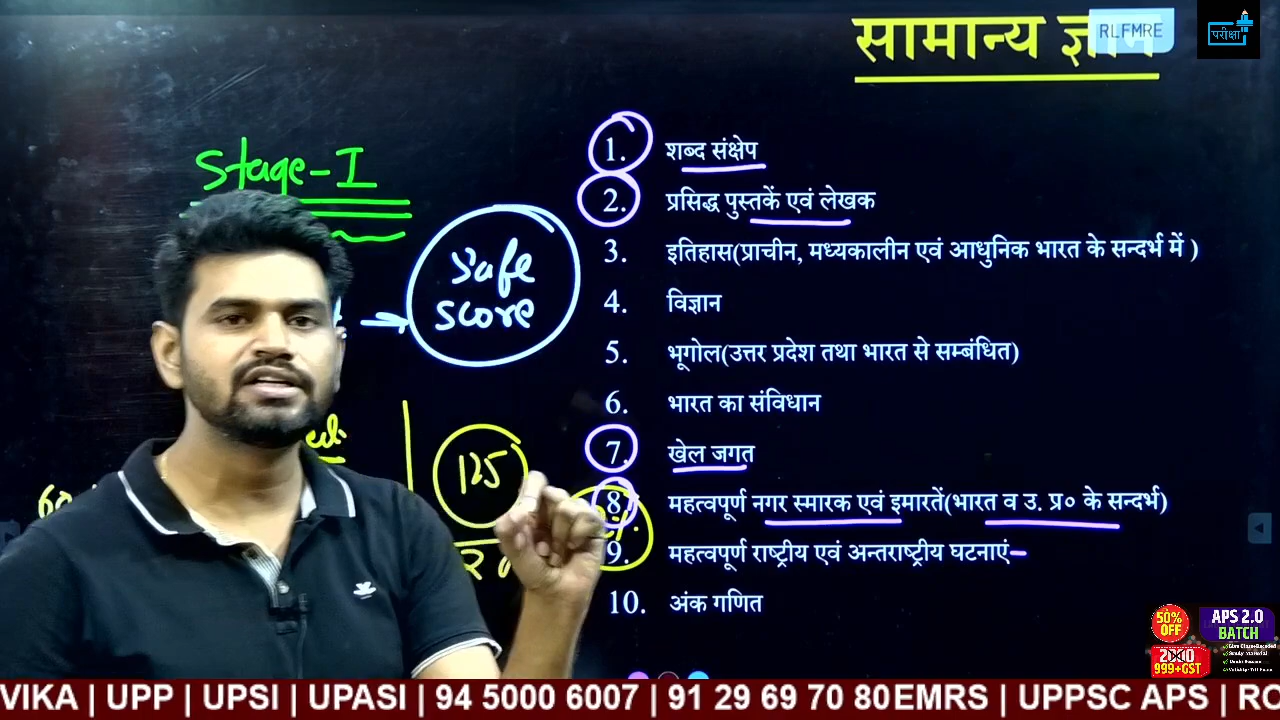 सामान्य ज्ञान
RLFMRE
परीक्षा
Stage-I
Safe
score
125
1. शब्द संक्षेप
2. प्रसिद्ध पुस्तकें एवं लेखक
3. इतिहास(प्राचीन, मध्यकालीन एवं आधुनिक भारत के सन्दर्भ में )
4. विज्ञान
5. भूगोल(उत्तर प्रदेश तथा भारत से सम्बंधित)
6. भारत का संविधान
7. खेल जगत
8. महत्वपूर्ण नगर स्मारक एवं इमारतें(भारत व उ. प्र० के सन्दर्भ)
9. महत्वपूर्ण राष्ट्रीय एवं अन्तराष्ट्रीय घटनाएं
10. अंक गणित
50%
OFF
APS 2.0
BATCH
999+GST
VIKA | UPP | UPSI | UPASI | 94 5000 6007 | 91 29 69 70 80 EMRS | UPPSC APS | RO